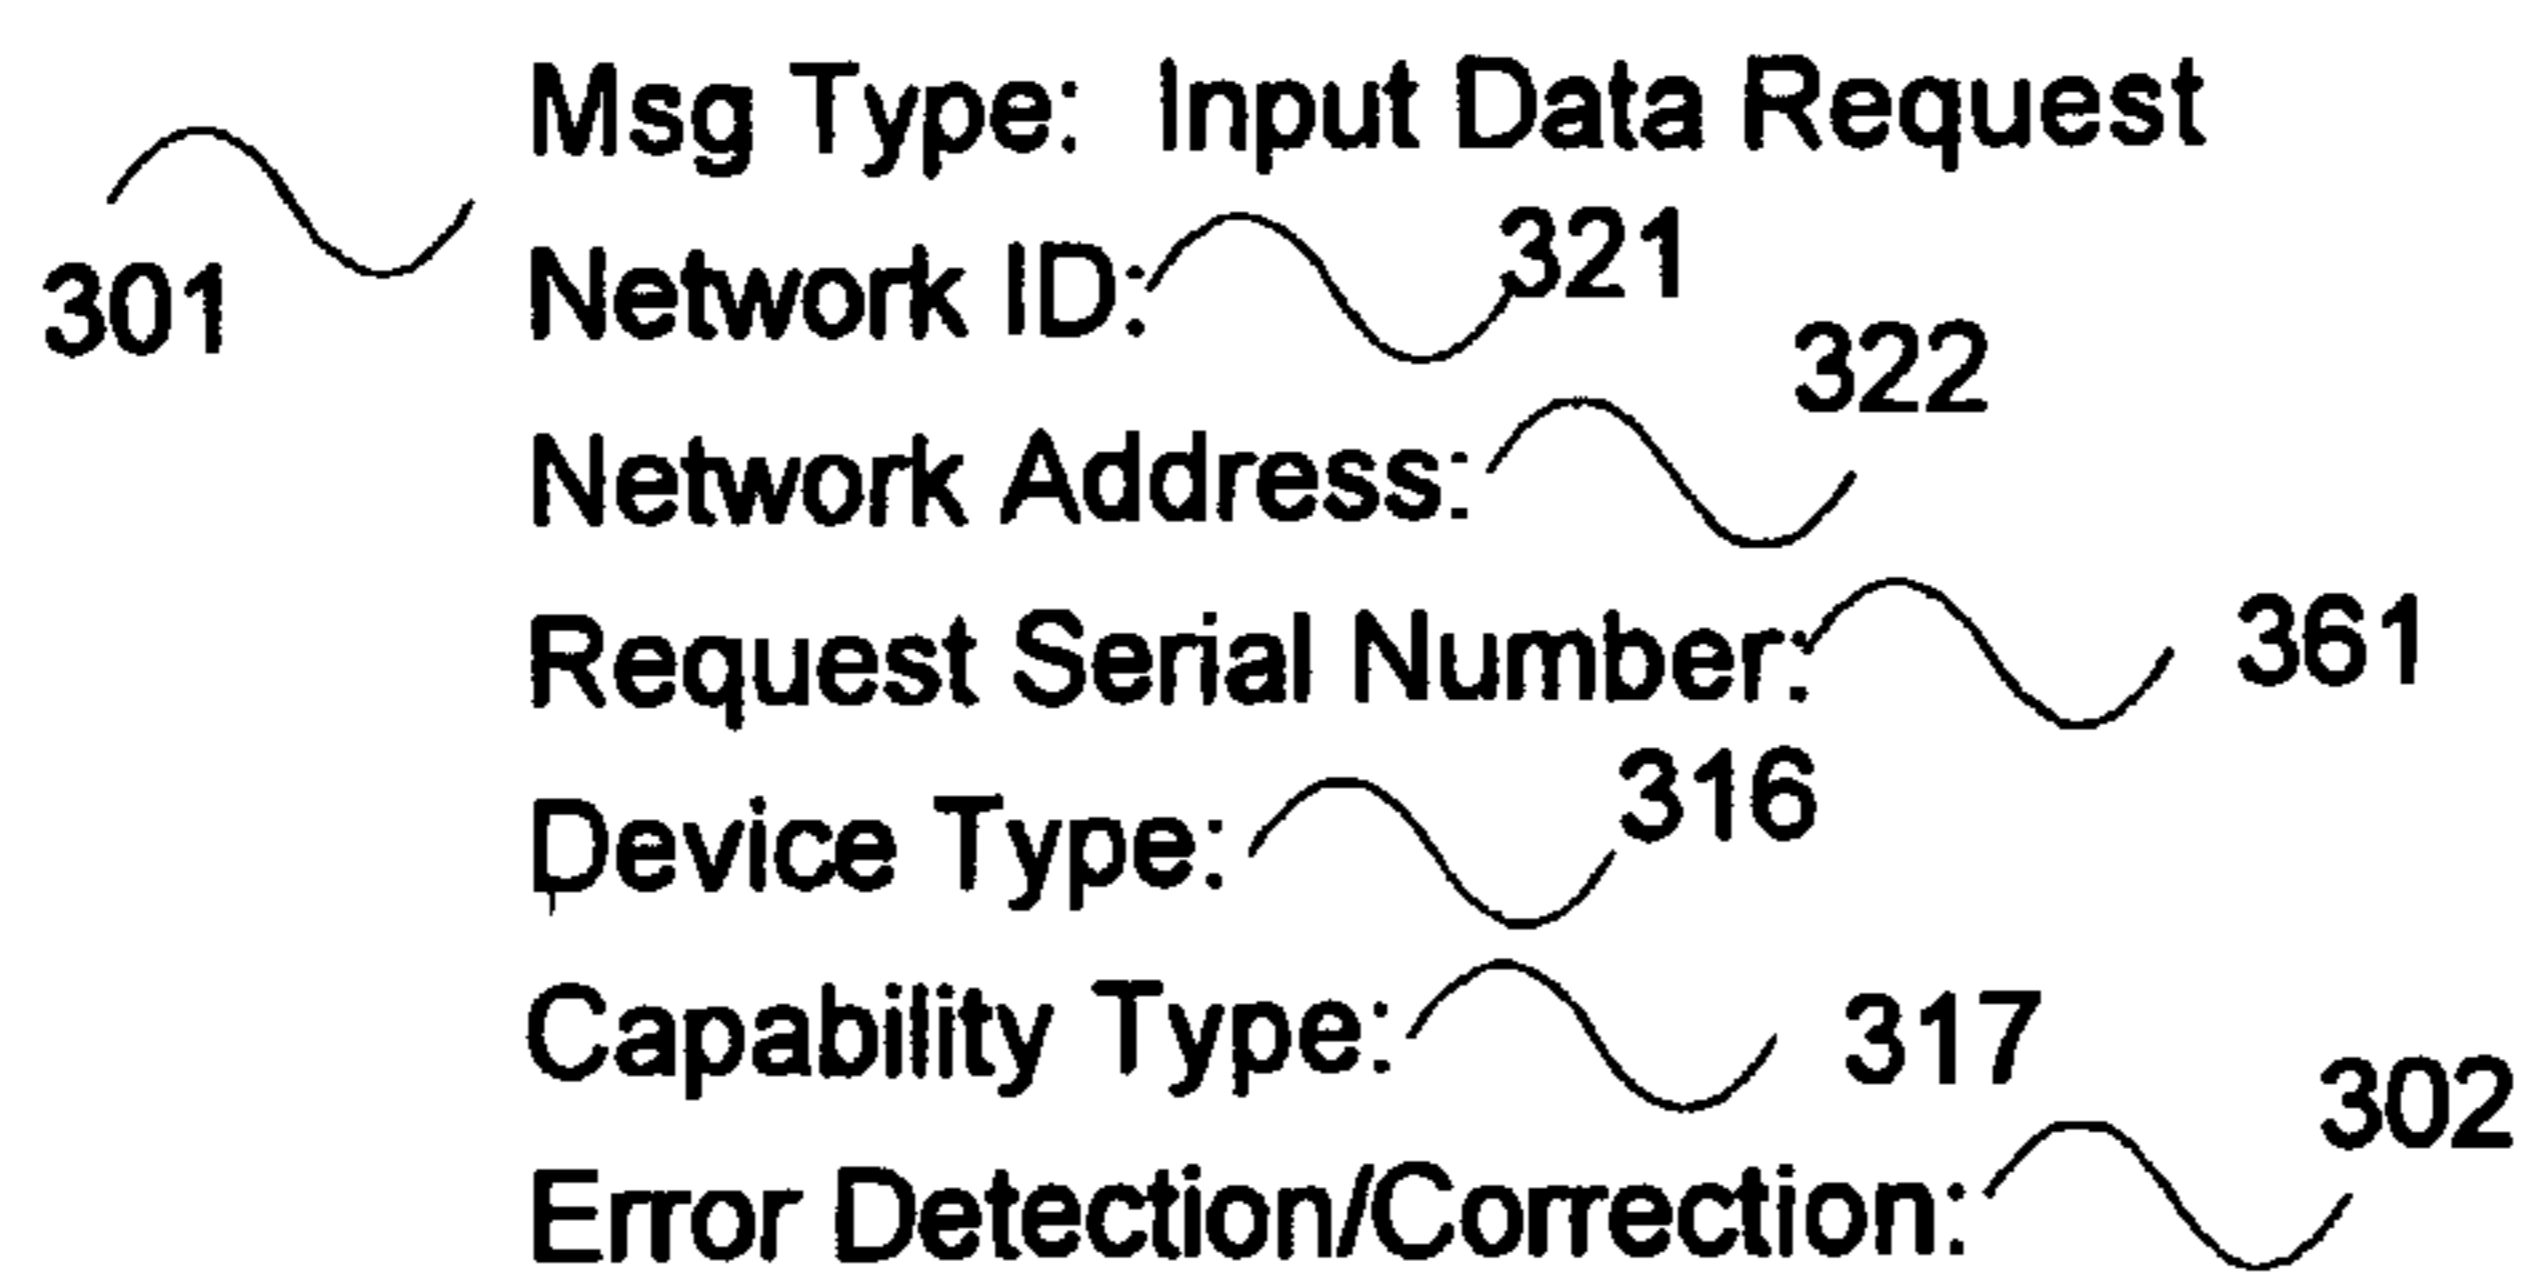 Msg Type: Input Data Request
301
Network ID: 321
Network Address: 322
Request Serial Number: 361
Device Type: 316
Capability Type: 317
Error Detection/Correction: 302